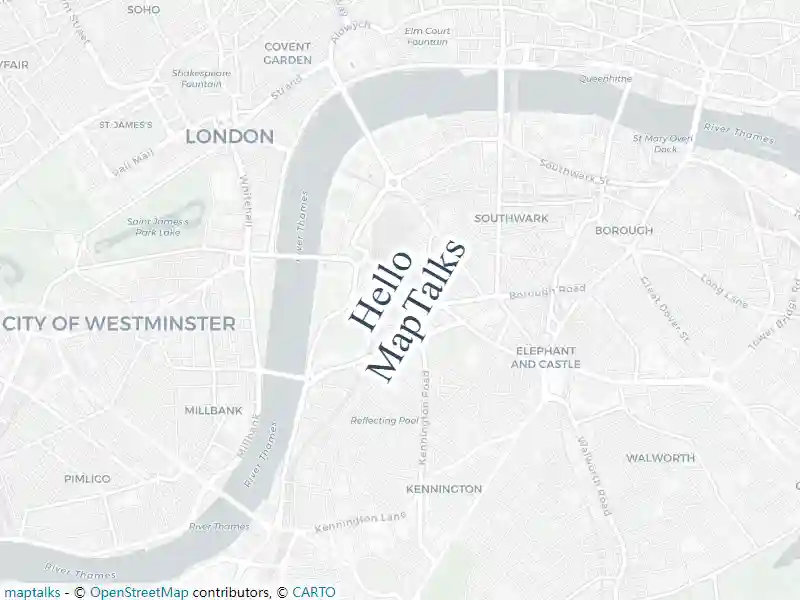 SOHO
Aldwych
Elm Court
Fountain
COVENT
GARDEN
Shakespeare
Fountain
Strand
Queenhithe
ST JAMES'S
LONDON
River Thames
St Mary Overi
Dock
Pall Mall
Whitehall
Southwark St
Saint James's
Park Lake
River Thames
SOUTHWARK
BOROUGH
Hello
MapTalks
Long Lane
Great Dover St
Borough Road
Tower Bridge Rd
CITY OF WESTMINSTER
ELEPHANT
AND CASTLE
MILLBANK
Millbank
Reflecting Pool
Kennington Road
River Thames
Walworth Road
WALWORTH
PIMLICO
KENNINGTON
River Thames
Kennington Lane
River Thames
maptalks - © OpenStreetMap contributors, © CARTO